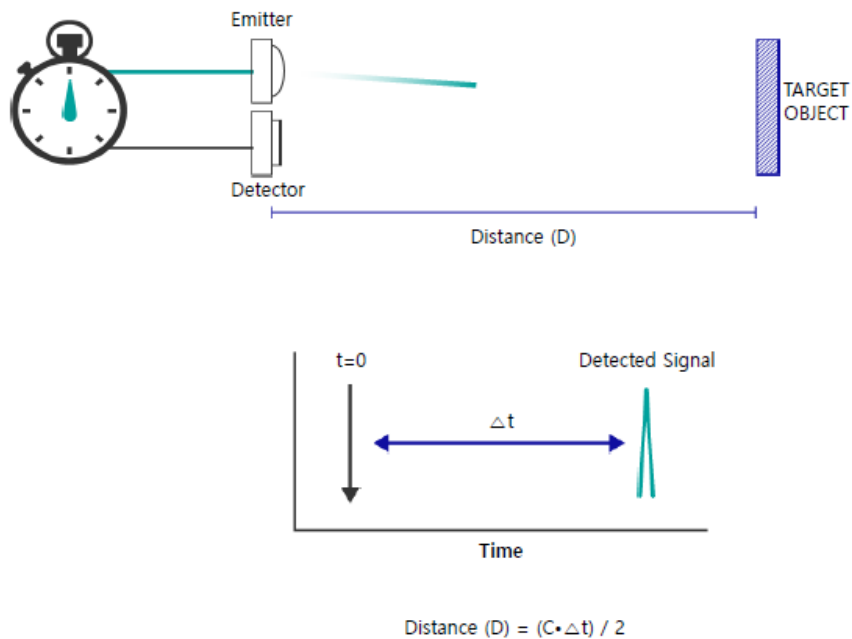 Emitter
TARGET
OBJECT
Detector
Distance (D)
t=0
Detected Signal
△t
Time
Distance (D) = (C•△t) / 2